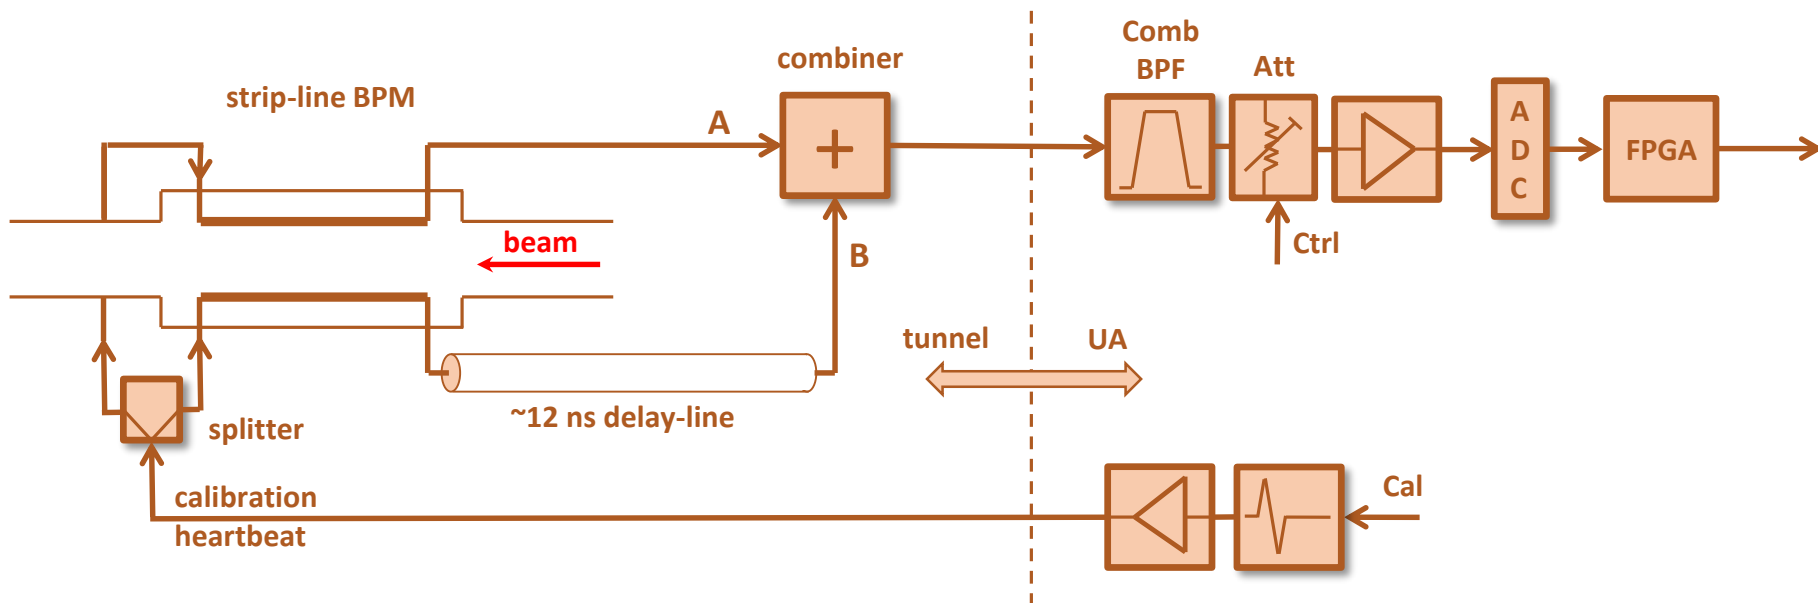 strip-line BPM
combiner
Comb
BPF
Att
A
+
A
D
C
FPGA
beam
B
Ctrl
tunnel
UA
~12 ns delay-line
splitter
calibration
heartbeat
Cal